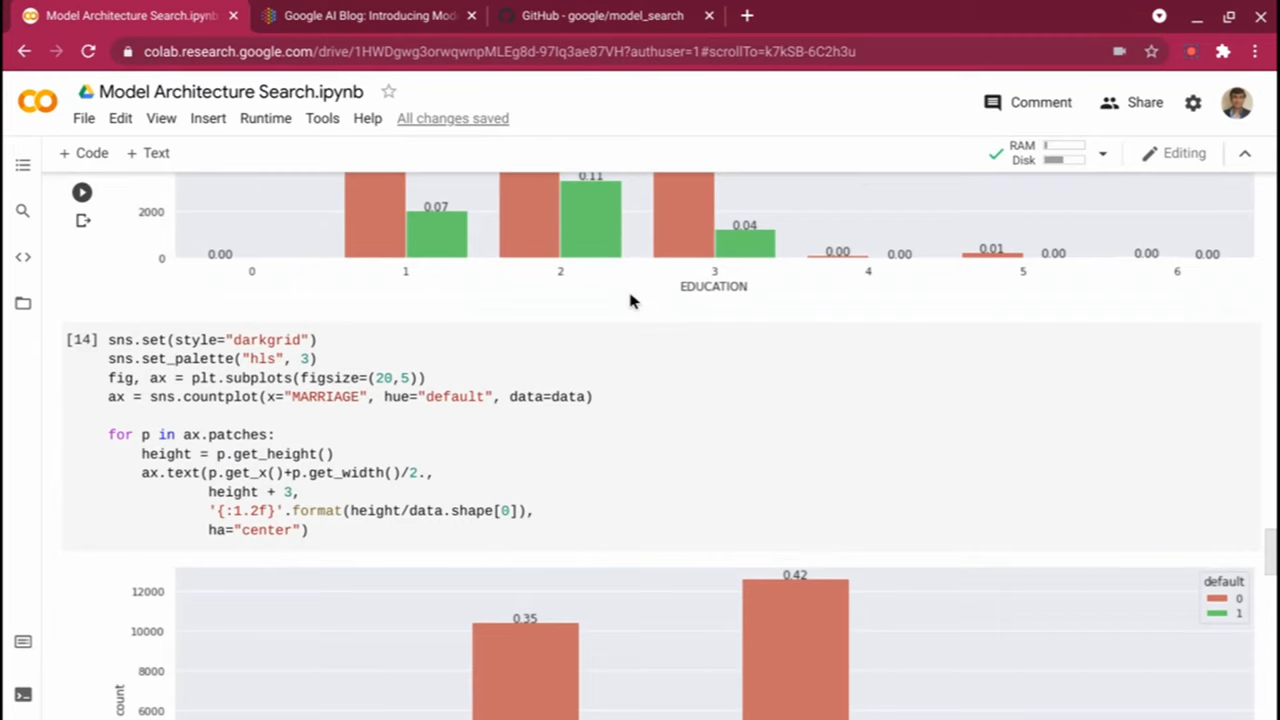 Model Architecture Search.ipynb
Google AI Blog: Introducing Mod
GitHub - google/model_search
colab.research.google.com/drive/1HWDgwg3orwqwnpMLEg8d-97Iq3ae87VH?authuser=1#scrollTo=k7kSB-6C2h3u
Model Architecture Search.ipynb
Comment
Share
File Edit View Insert Runtime Tools Help All changes saved
+ Code + Text
RAM
Disk
Editing
0.11
2000
0.07
0.04
0
0.00
0.00
0.00
0.01
0.00
0.00
0.00
0 1 2 3 4 5 6
EDUCATION
[14] sns.set(style="darkgrid")
sns.set_palette("hls", 3)
fig, ax = plt.subplots(figsize=(20,5))
ax = sns.countplot(x="MARRIAGE", hue="default", data=data)
for p in ax.patches:
height = p.get_height()
ax.text(p.get_x()+p.get_width()/2.,
height + 3,
'{:1.2f}'.format(height/data.shape[0]),
ha="center")
0.42
default
0
1
12000
0.35
10000
8000
6000
count